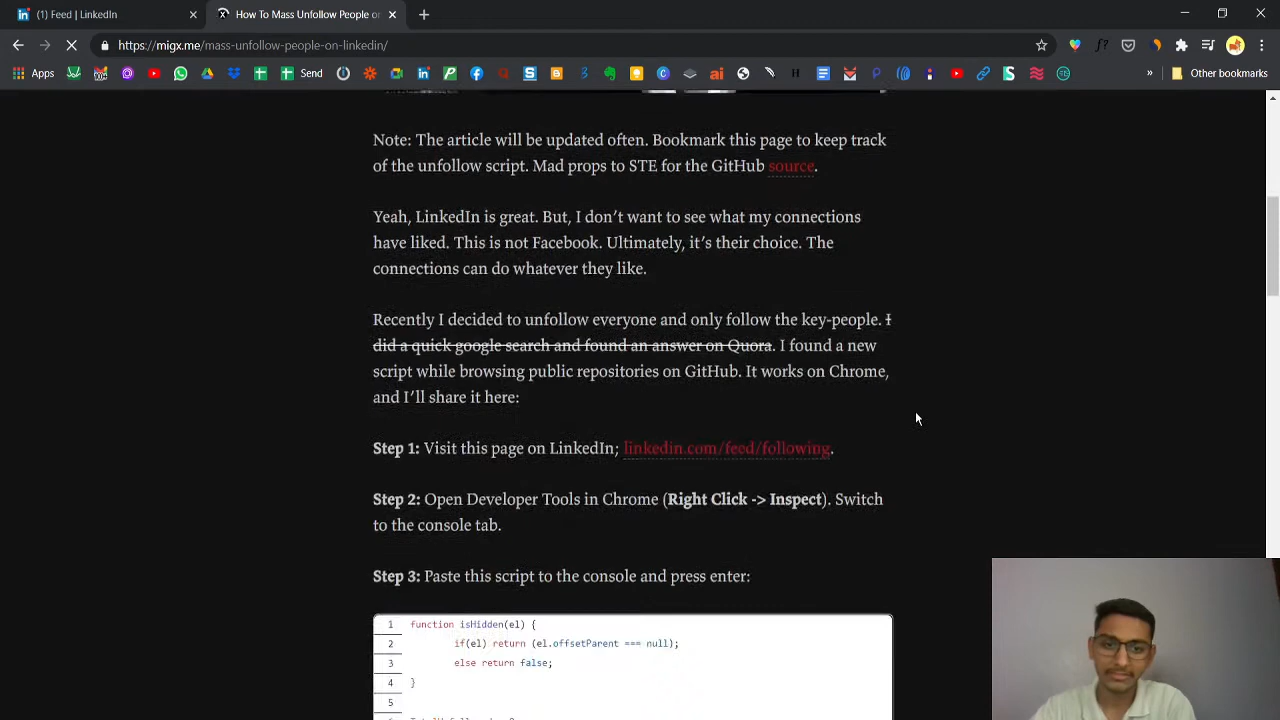 (1) Feed | LinkedIn
How To Mass Unfollow People or
https://migx.me/mass-unfollow-people-on-linkedin/
Apps
Send
Other bookmarks
Note: The article will be updated often. Bookmark this page to keep track
of the unfollow script. Mad props to STE for the GitHub source.
Yeah, LinkedIn is great. But, I don’t want to see what my connections
have liked. This is not Facebook. Ultimately, it’s their choice. The
connections can do whatever they like.
Recently I decided to unfollow everyone and only follow the key-people. I
did a quick google search and found an answer on Quora. I found a new
script while browsing public repositories on GitHub. It works on Chrome,
and I’ll share it here:
Step 1: Visit this page on LinkedIn; linkedin.com/feed/following.
Step 2: Open Developer Tools in Chrome (Right Click -> Inspect). Switch
to the console tab.
Step 3: Paste this script to the console and press enter:
1 function isHidden(el) {
2 if(el) return (el.offsetParent === null);
3 else return false;
4 }
5